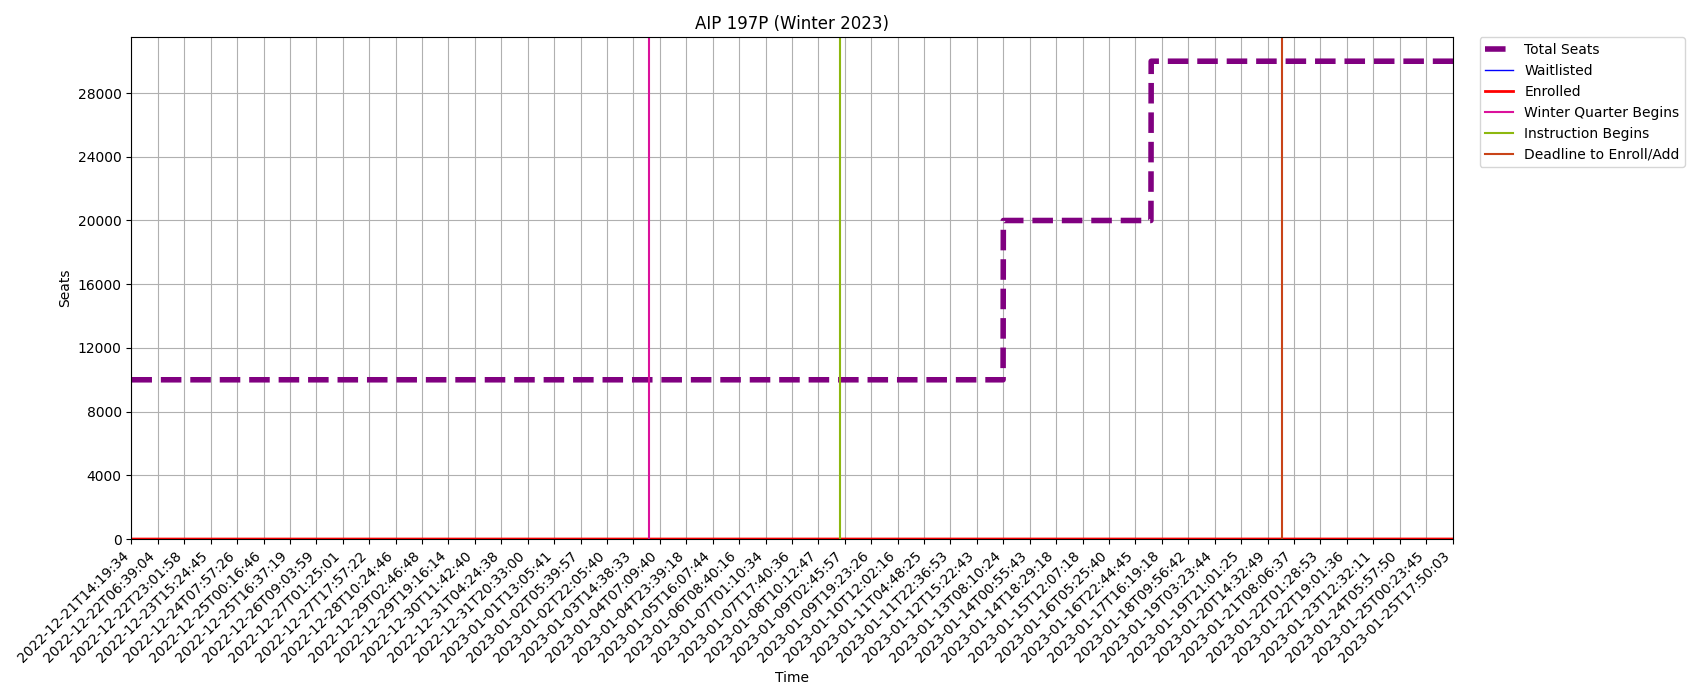 AIP 197P (Winter 2023)
Total Seats
Waitlisted
Enrolled
Winter Quarter Begins
Instruction Begins
Deadline to Enroll/Add
Seats
28000
24000
20000
16000
12000
8000
4000
0
2022-12-21T14:19:34
2022-12-22T06:39:04
2022-12-22T23:01:58
2022-12-23T15:24:45
2022-12-24T07:57:26
2022-12-25T00:16:46
2022-12-25T16:37:19
2022-12-26T09:03:59
2022-12-27T01:25:01
2022-12-27T17:57:22
2022-12-28T10:24:46
2022-12-29T02:46:48
2022-12-29T19:16:14
2022-12-30T11:42:40
2022-12-31T04:24:38
2022-12-31T20:33:00
2023-01-01T13:05:41
2023-01-02T05:39:57
2023-01-02T22:05:40
2023-01-03T14:38:33
2023-01-04T07:09:40
2023-01-04T23:39:18
2023-01-05T16:07:44
2023-01-06T08:40:16
2023-01-07T01:10:34
2023-01-07T17:40:36
2023-01-08T10:12:47
2023-01-09T02:45:57
2023-01-09T19:23:26
2023-01-10T12:02:16
2023-01-11T04:48:25
2023-01-11T22:36:53
2023-01-12T15:22:43
2023-01-13T08:10:24
2023-01-14T00:55:43
2023-01-14T18:29:18
2023-01-15T12:07:18
2023-01-16T05:25:40
2023-01-16T22:44:45
2023-01-17T16:19:18
2023-01-18T09:56:42
2023-01-19T03:23:44
2023-01-19T21:01:25
2023-01-20T14:32:49
2023-01-21T08:06:37
2023-01-22T01:28:53
2023-01-22T19:01:36
2023-01-23T12:32:11
2023-01-24T05:57:50
2023-01-25T00:23:45
2023-01-25T17:50:03
Time